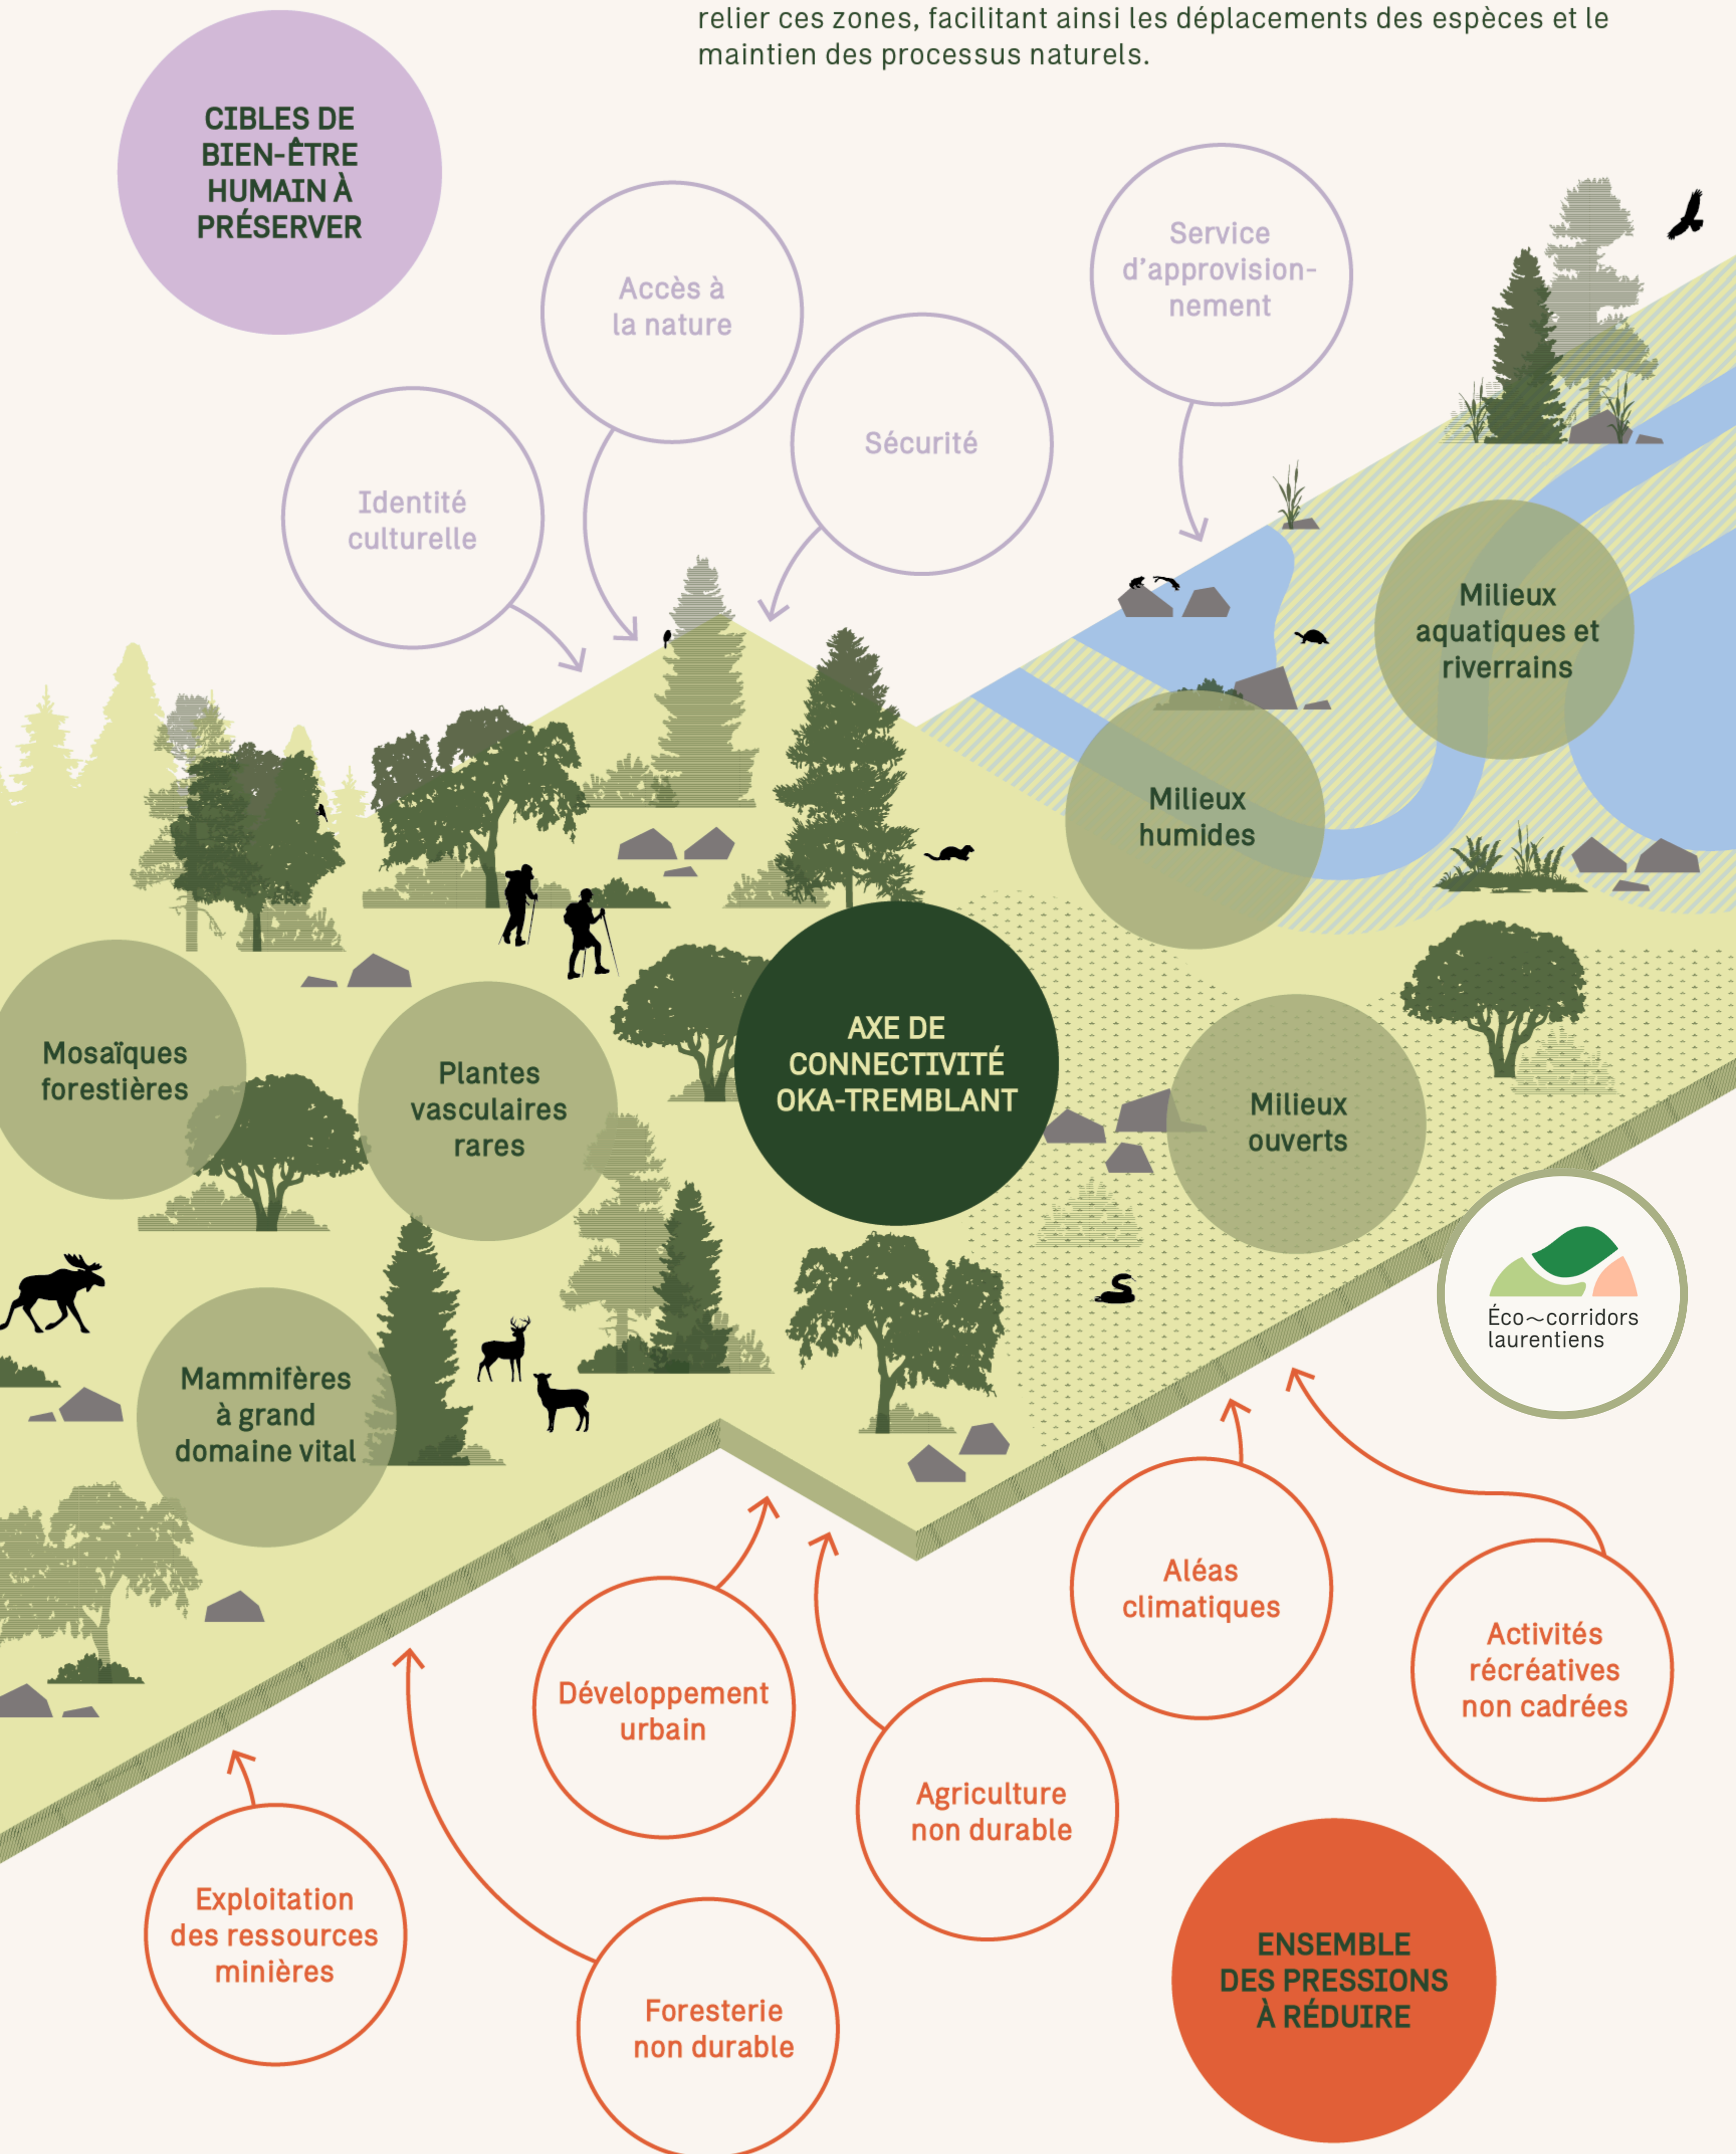 relier ces zones, facilitant ainsi les déplacements des espèces et le
maintien des processus naturels.
CIBLES DE
BIEN-ÊTRE
HUMAIN À
PRÉSERVER
Accès à
la nature
Service
d'approvision-
nement
Sécurité
Identité
culturelle
Milieux
aquatiques et
riverrains
Milieux
humides
Mosaïques
forestières
Plantes
vasculaires
rares
AXE DE
CONNECTIVITÉ
OKA-TREMBLANT
Milieux
ouverts
Éco~corridors
laurentiens
Mammifères
à grand
domaine vital
Aléas
climatiques
Activités
récréatives
non cadrées
Développement
urbain
Agriculture
non durable
Exploitation
des ressources
minières
Foresterie
non durable
ENSEMBLE
DES PRESSIONS
À RÉDUIRE